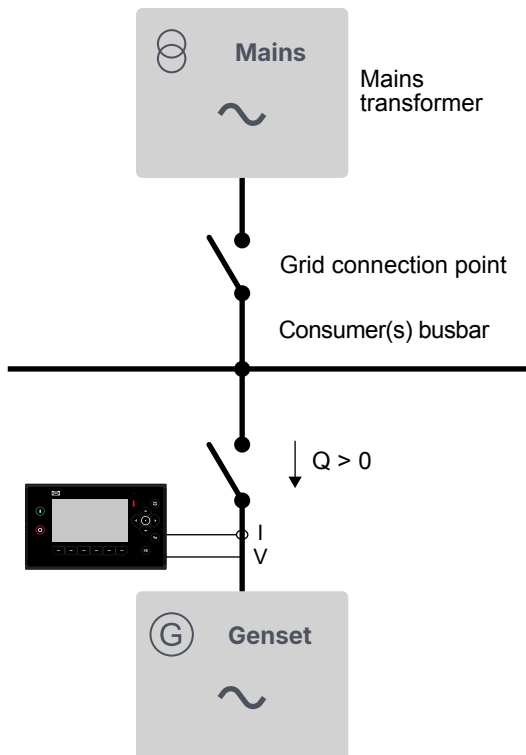 Mains
Mains
transformer
Grid connection point
Consumer(s) busbar
Q > 0
I
V
G
Genset